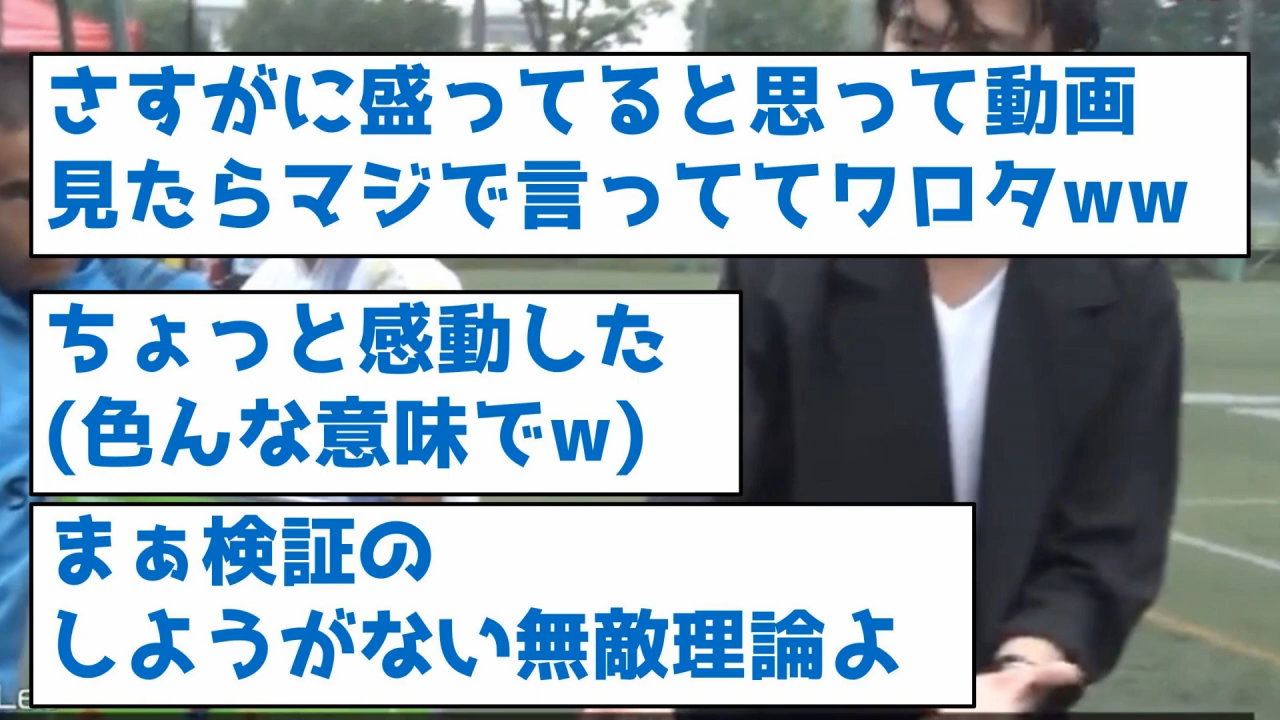 さすがに盛ってると思って動画
見たらマジで言っててワロタww
ちょっと感動した
(色んな意味でw)
まぁ検証の
しようがない無敵理論よ